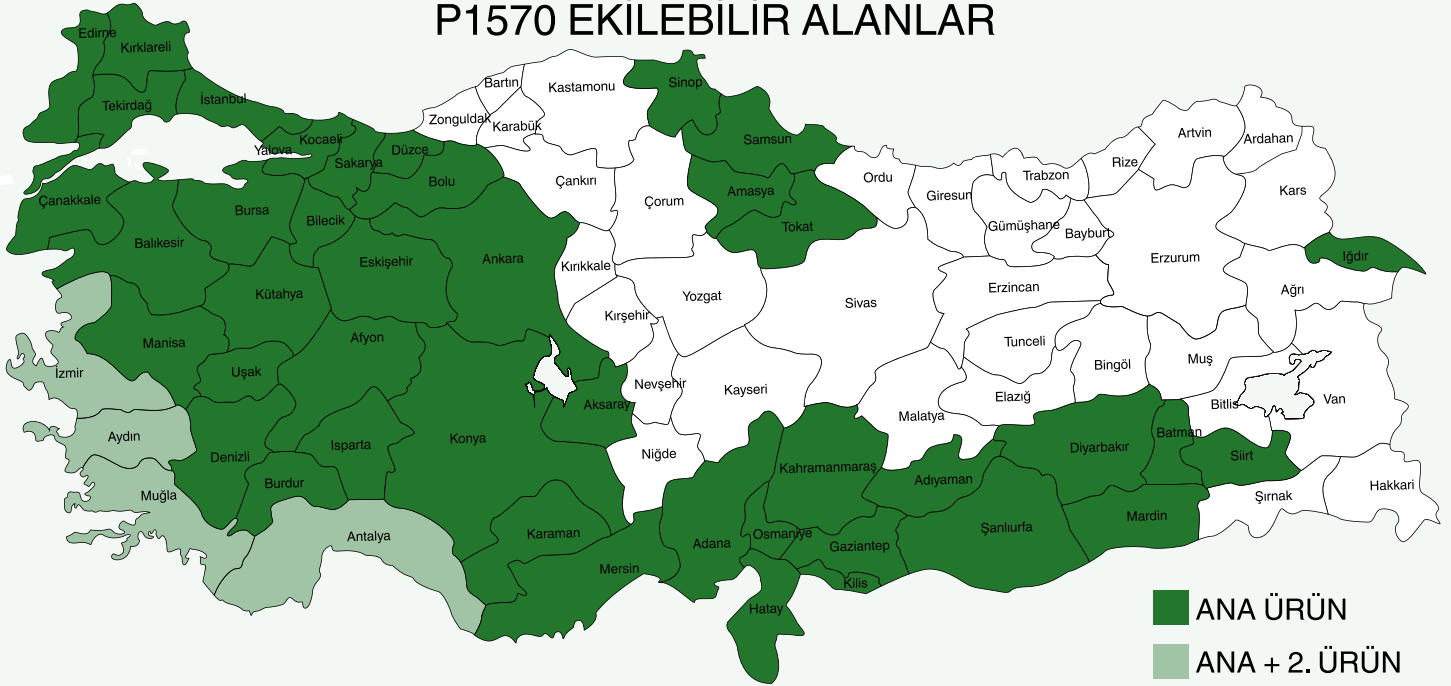 P1570 EKİLEBİLİR ALANLAR
Edirne
Kırklareli
Tekirdağ
İstanbul
Yalova
Kocaeli
Sakarya
Düzce
Bolu
Zonguldak
Bartın
Karabük
Kastamonu
Sinop
Samsun
Çankırı
Çorum
Amasya
Tokat
Ordu
Giresun
Trabzon
Gümüşhane
Bayburt
Rize
Artvin
Ardahan
Kars
Iğdır
Çanakkale
Balıkesir
Bursa
Bilecik
Eskişehir
Ankara
Kırıkkale
Kırşehir
Yozgat
Sivas
Erzincan
Erzurum
Ağrı
Kütahya
Manisa
Uşak
Afyon
İzmir
Aydın
Denizli
Muğla
Burdur
Isparta
Antalya
Konya
Aksaray
Nevşehir
Kayseri
Niğde
Karaman
Mersin
Adana
Osmaniye
Kahramanmaraş
Hatay
Kilis
Gaziantep
Adıyaman
Malatya
Elazığ
Tunceli
Bingöl
Muş
Bitlis
Van
Diyarbakır
Batman
Siirt
Şanlıurfa
Mardin
Şırnak
Hakkari
ANA ÜRÜN
ANA + 2. ÜRÜN